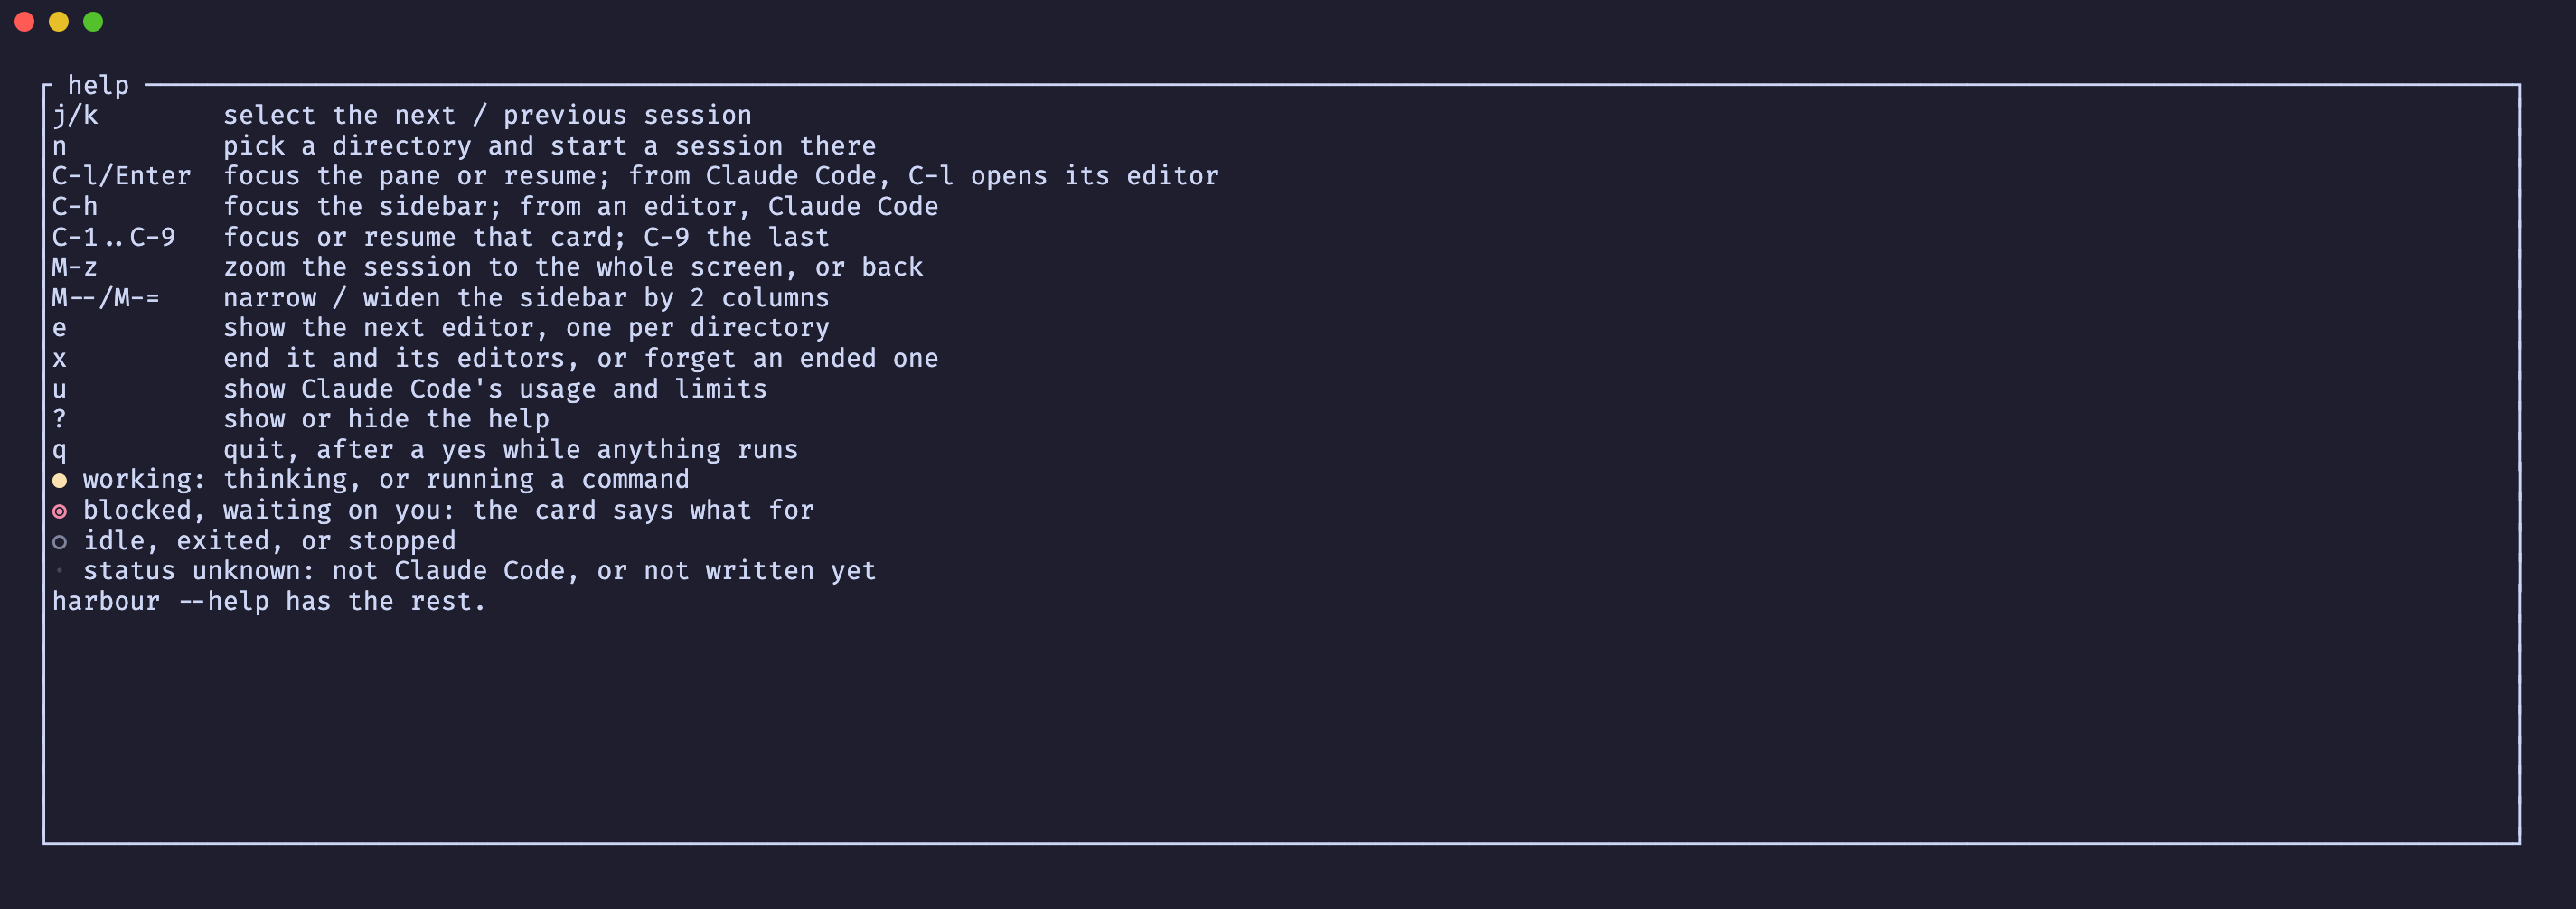 help
j/k        select the next / previous session
n          pick a directory and start a session there
C-l/Enter  focus the pane or resume; from Claude Code, C-l opens its editor
C-h        focus the sidebar; from an editor, Claude Code
C-1..C-9   focus or resume that card; C-9 the last
M-z        zoom the session to the whole screen, or back
M--/M-=    narrow / widen the sidebar by 2 columns
e          show the next editor, one per directory
x          end it and its editors, or forget an ended one
u          show Claude Code's usage and limits
?          show or hide the help
q          quit, after a yes while anything runs
● working: thinking, or running a command
◉ blocked, waiting on you: the card says what for
○ idle, exited, or stopped
· status unknown: not Claude Code, or not written yet
harbour --help has the rest.